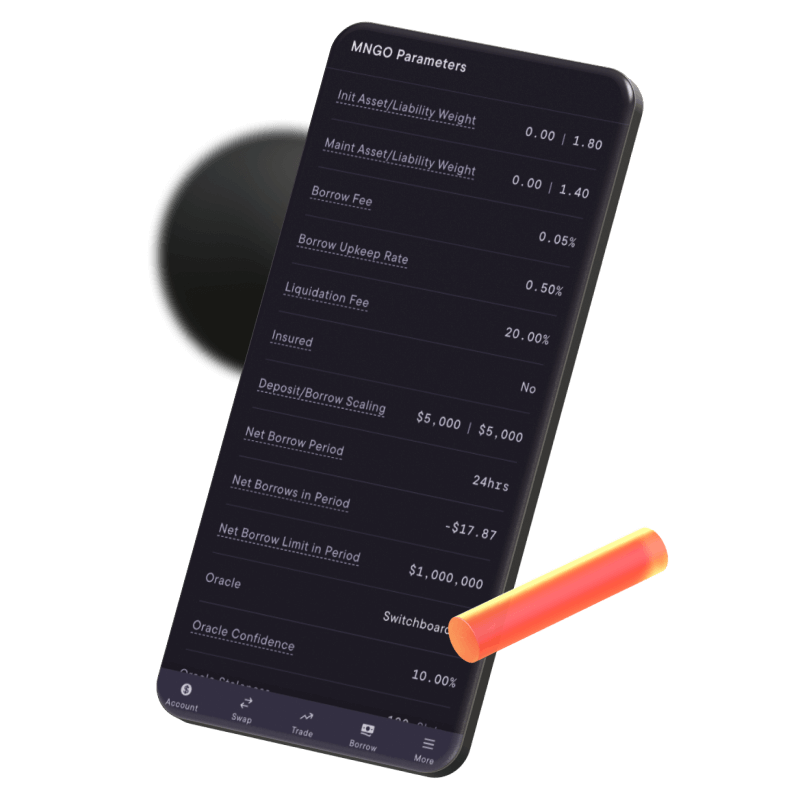 MNGO Parameters
Init Asset/Liability Weight 0.00 | 1.80
Maint Asset/Liability Weight 0.00 | 1.40
Borrow Fee 0.05%
Borrow Upkeep Rate 0.50%
Liquidation Fee 20.00%
Insured No
Deposit/Borrow Scaling $5,000 | $5,000
Net Borrow Period 24hrs
Net Borrows in Period -$17.87
Net Borrow Limit in Period $1,000,000
Oracle Switchboard
Oracle Confidence 10.00%
Account Swap Trade Borrow More